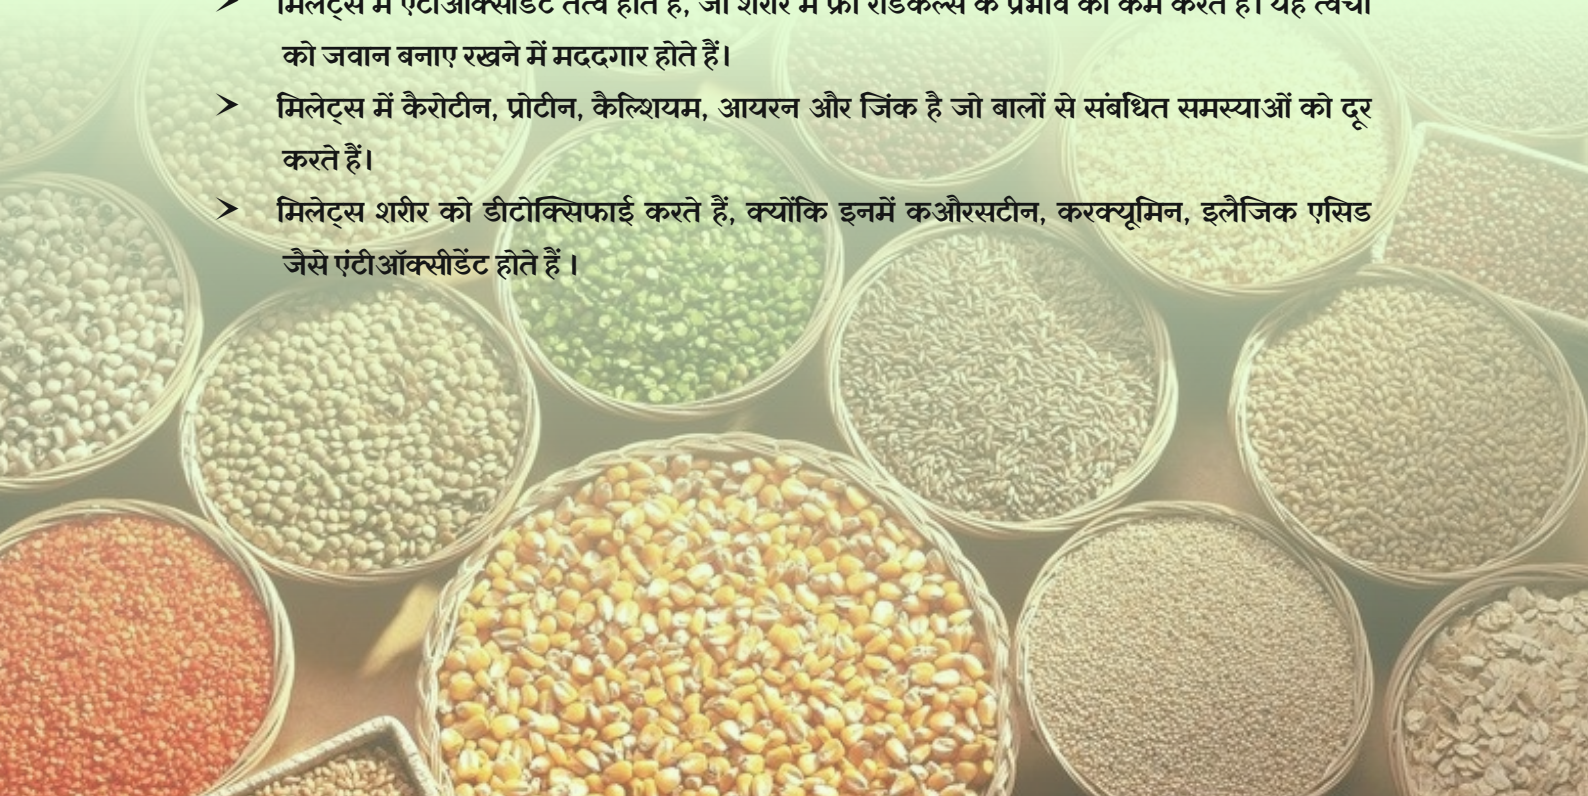 ➤ मिलेट्स में एंटीऑक्सीडेंट तत्व होते हैं, जो शरीर में फ्री रेडिकल्स के प्रभाव को कम करते हैं। यह त्वचा
को जवान बनाए रखने में मददगार होते हैं।
➤ मिलेट्स में कैरोटीन, प्रोटीन, कैल्शियम, आयरन और जिंक है जो बालों से संबधित समस्याओं को दूर
करते हैं।
➤ मिलेट्स शरीर को डीटोक्सिफाई करते हैं, क्योंकि इनमें कऔरसटीन, करक्यूमिन, इलैजिक एसिड
जैसे एंटीऑक्सीडेंट होते हैं ।